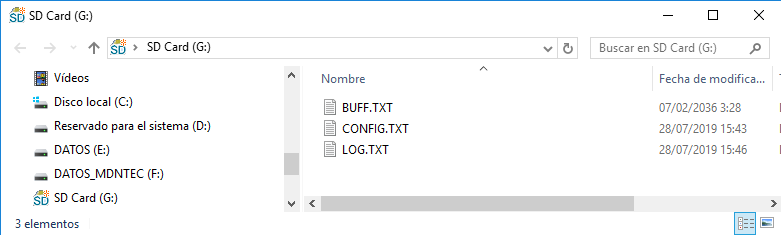 SD Card (G:)
SD Card (G:)
Buscar en SD Card (G:)
Vídeos
Disco local (C:)
Reservado para el sistema (D:)
DATOS (E:)
DATOS_MDNTEC (F:)
SD Card (G:)
Nombre Fecha de modifica...
BUFF.TXT 07/02/2036 3:28
CONFIG.TXT 28/07/2019 15:43
LOG.TXT 28/07/2019 15:46
3 elementos